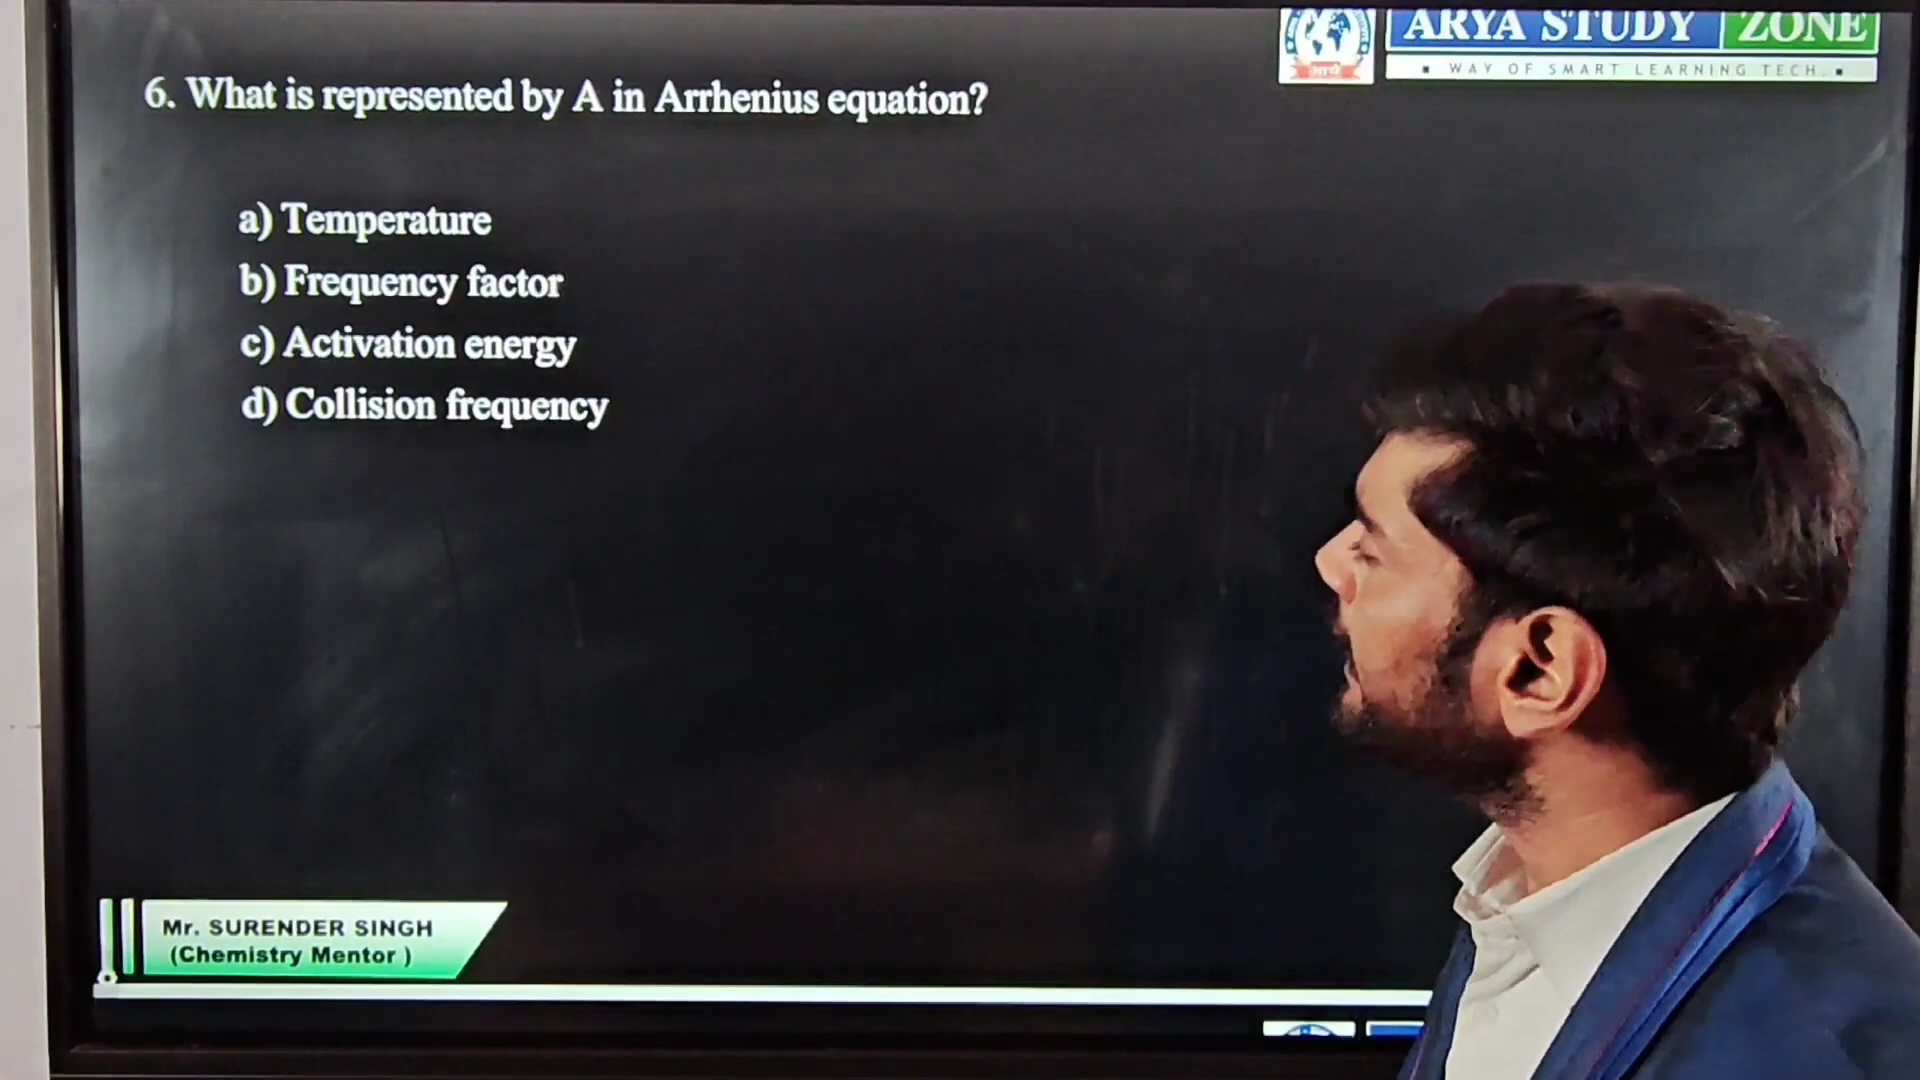 ARYA STUDY ZONE
▪ WAY OF SMART LEARNING TECH. ▪
6. What is represented by A in Arrhenius equation?
a) Temperature
b) Frequency factor
c) Activation energy
d) Collision frequency
Mr. SURENDER SINGH
(Chemistry Mentor )